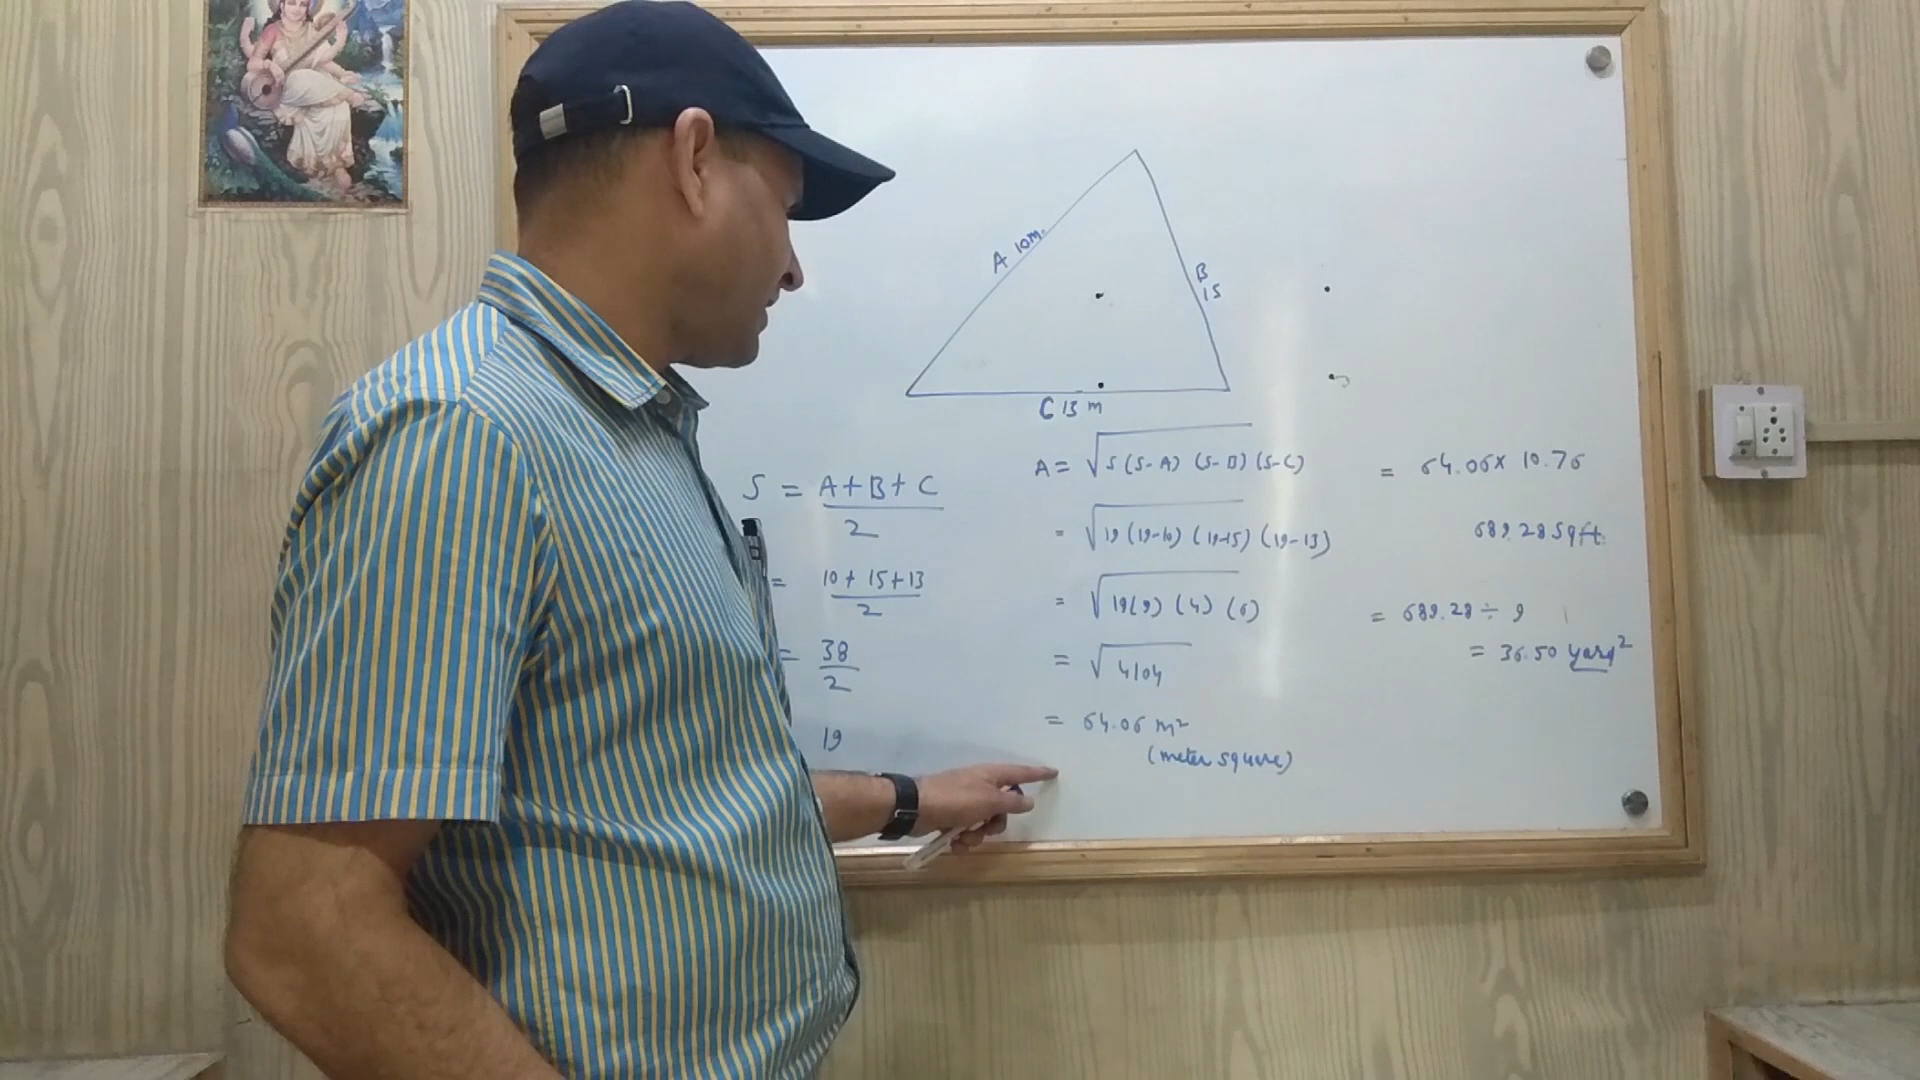 A 10m.
B
15
C 13 m
S = A+B+C
2
= 10+15+13
2
= 38
2
19
A = √S(S-A) (S-B) (S-C)
= √19(19-10) (19-15) (19-13)
= √19(9) (4) (6)
= √4104
= 64.06 m²
(meter square)
= 64.06× 10.76
689.28 Sqft.
= 689.28 ÷ 9
= 36.50 yard²